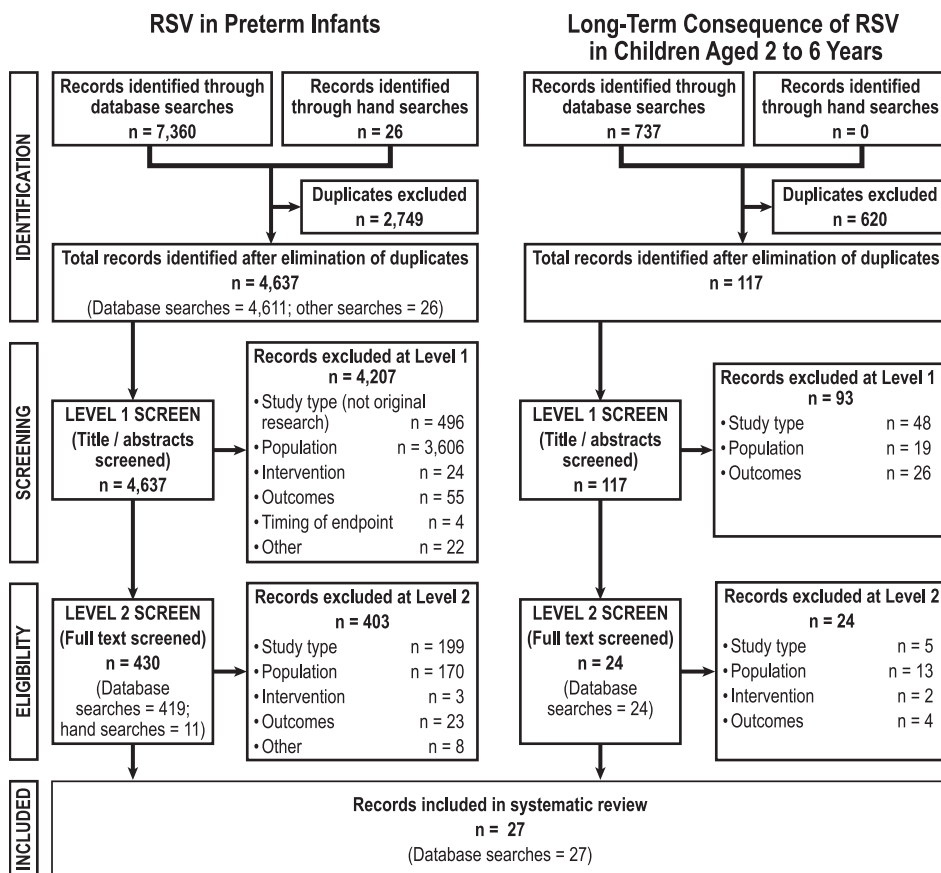 RSV in Preterm Infants
Long-Term Consequence of RSV
in Children Aged 2 to 6 Years
IDENTIFICATION
Records identified through
database searches
n = 7,360
Records identified
through hand searches
n = 26
Duplicates excluded
n = 2,749
Total records identified after elimination of duplicates
n = 4,637
(Database searches = 4,611; other searches = 26)
Records identified through
database searches
n = 737
Records identified
through hand searches
n = 0
Duplicates excluded
n = 620
Total records identified after elimination of duplicates
n = 117
SCREENING
LEVEL 1 SCREEN
(Title / abstracts
screened)
n = 4,637
Records excluded at Level 1
n = 4,207
• Study type (not original
research) n = 496
• Population n = 3,606
• Intervention n = 24
• Outcomes n = 55
• Timing of endpoint n = 4
• Other n = 22
LEVEL 1 SCREEN
(Title / abstracts
screened)
n = 117
Records excluded at Level 1
n = 93
• Study type n = 48
• Population n = 19
• Outcomes n = 26
ELIGIBILITY
LEVEL 2 SCREEN
(Full text screened)
n = 430
(Database
searches = 419;
hand searches = 11)
Records excluded at Level 2
n = 403
• Study type n = 199
• Population n = 170
• Intervention n = 3
• Outcomes n = 23
• Other n = 8
LEVEL 2 SCREEN
(Full text screened)
n = 24
(Database
searches = 24)
Records excluded at Level 2
n = 24
• Study type n = 5
• Population n = 13
• Intervention n = 2
• Outcomes n = 4
INCLUDED
Records included in systematic review
n = 27
(Database searches = 27)